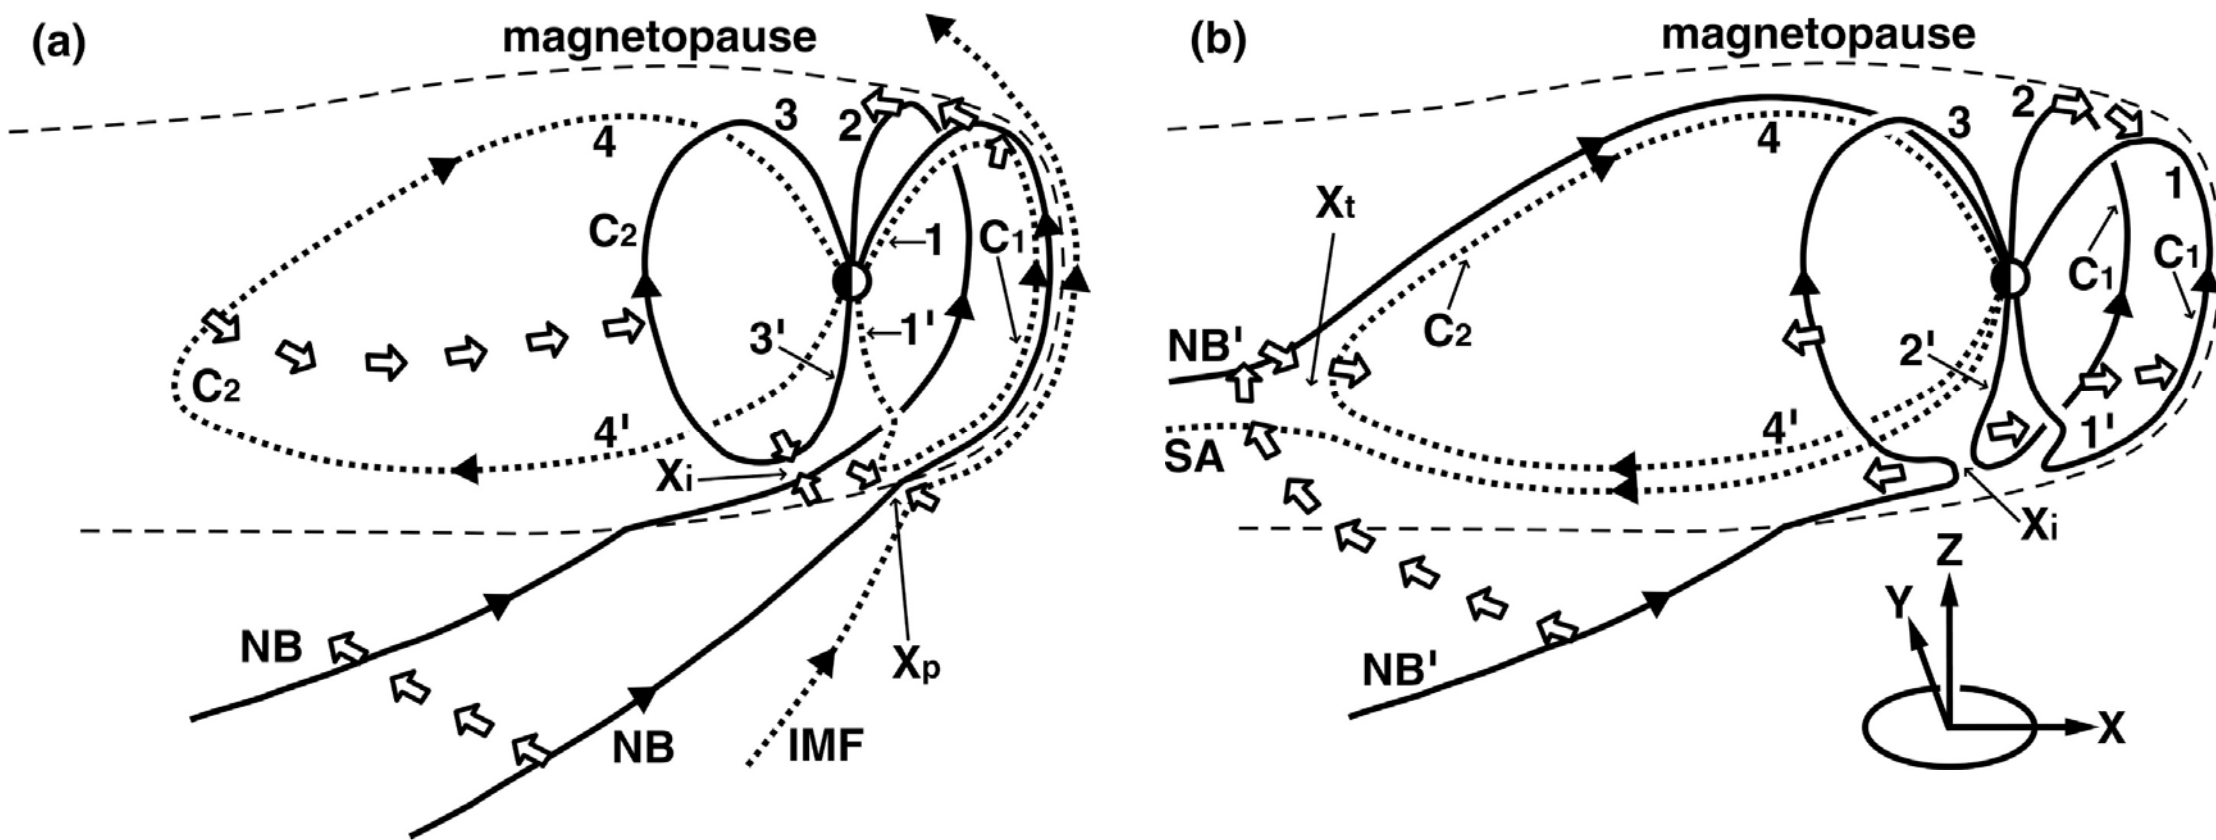 (a)
magnetopause
4
3
2
C2
1
C1
3'
1'
C2
4'
Xi
NB
Xp
NB
IMF
(b)
magnetopause
2
3
4
1
Xt
C1
C1
C2
NB'
2'
4'
1'
SA
Xi
Z
Y
NB'
X